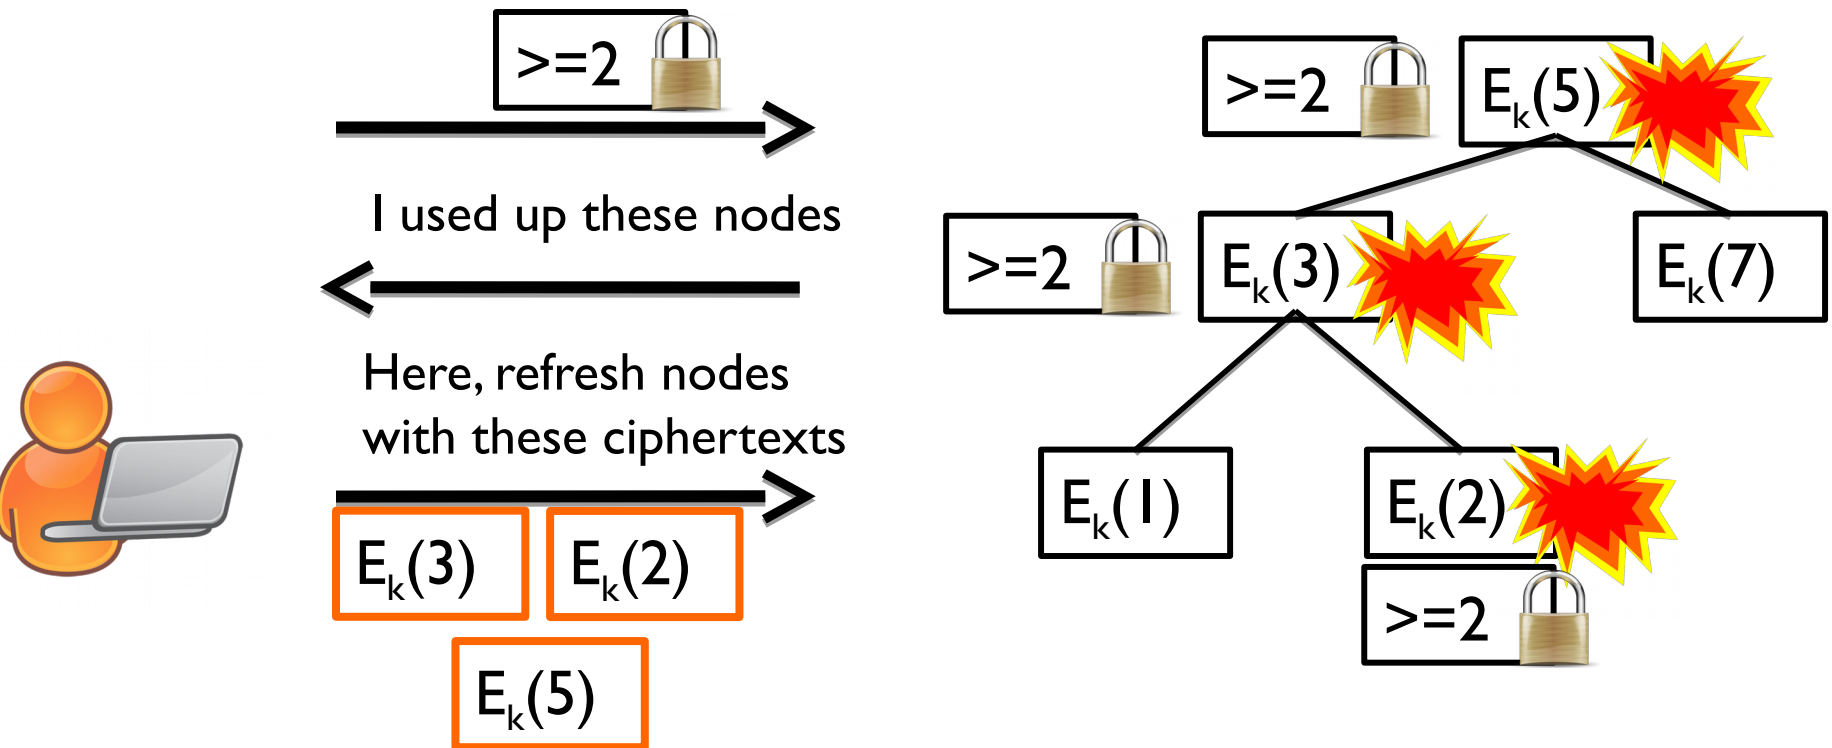 >=2
I used up these nodes
Here, refresh nodes
with these ciphertexts
Ek(3)
Ek(2)
Ek(5)
>=2
Ek(5)
>=2
Ek(3)
Ek(7)
Ek(1)
Ek(2)
>=2